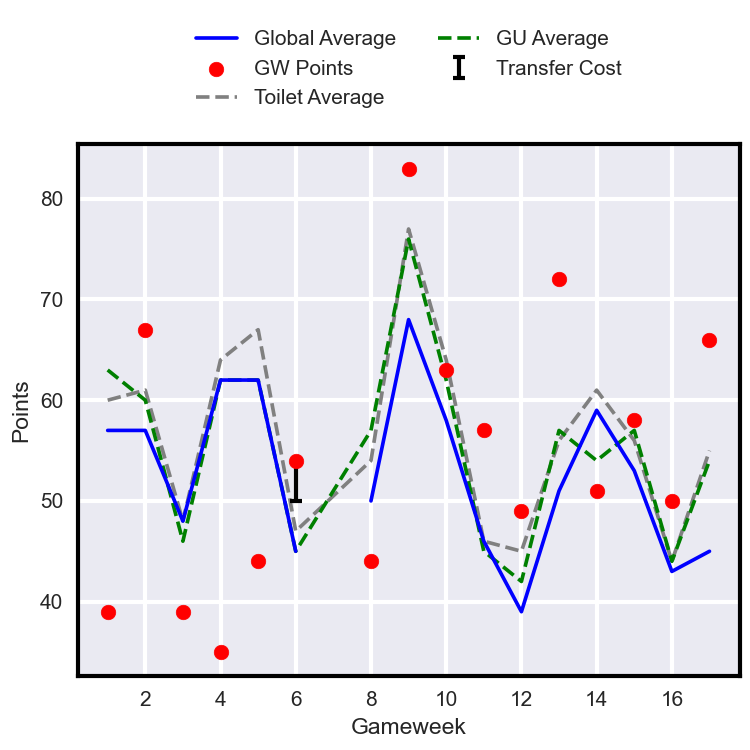 Global Average
GW Points
Toilet Average
GU Average
Transfer Cost
80
70
60
50
40
Points
2 4 6 8 10 12 14 16
Gameweek